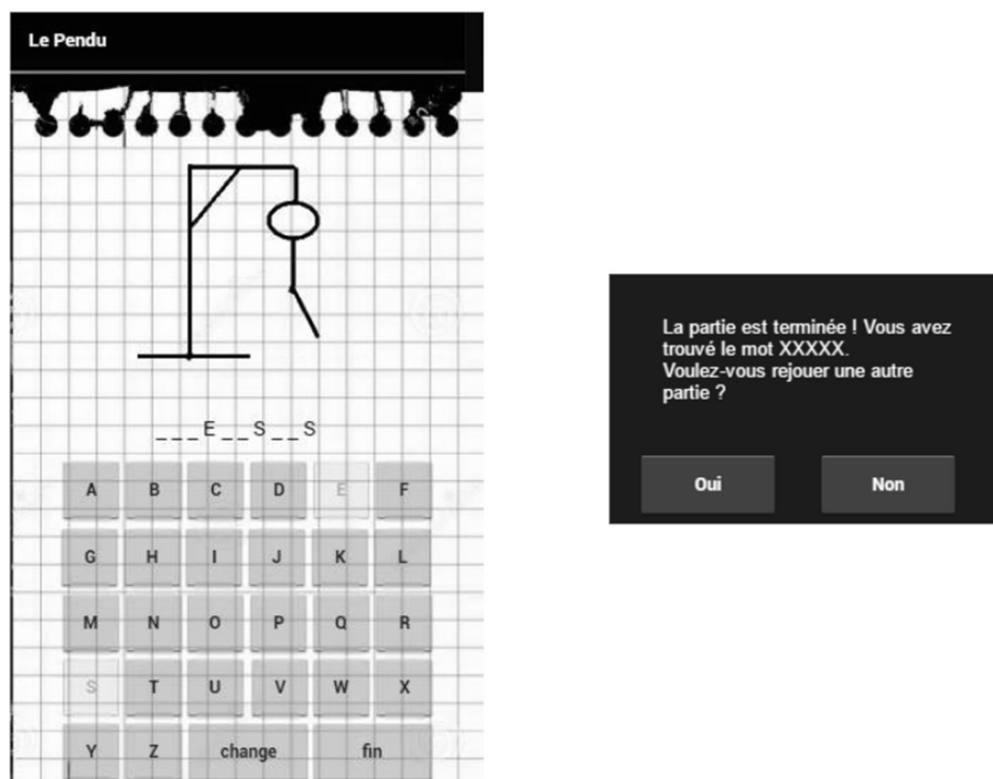 Le Pendu
_ _ _ E _ _ S _ _ S
A B C D E F
G H I J K L
M N O P Q R
S T U V W X
Y Z change fin
La partie est terminée ! Vous avez
trouvé le mot XXXXX.
Voulez-vous rejouer une autre
partie ?
Oui Non